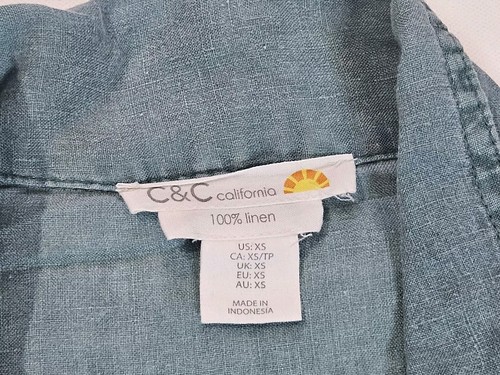 C&C california
100% linen
US: XS
CA: XS/TP
UK: XS
EU: XS
AU: XS
MADE IN
INDONESIA